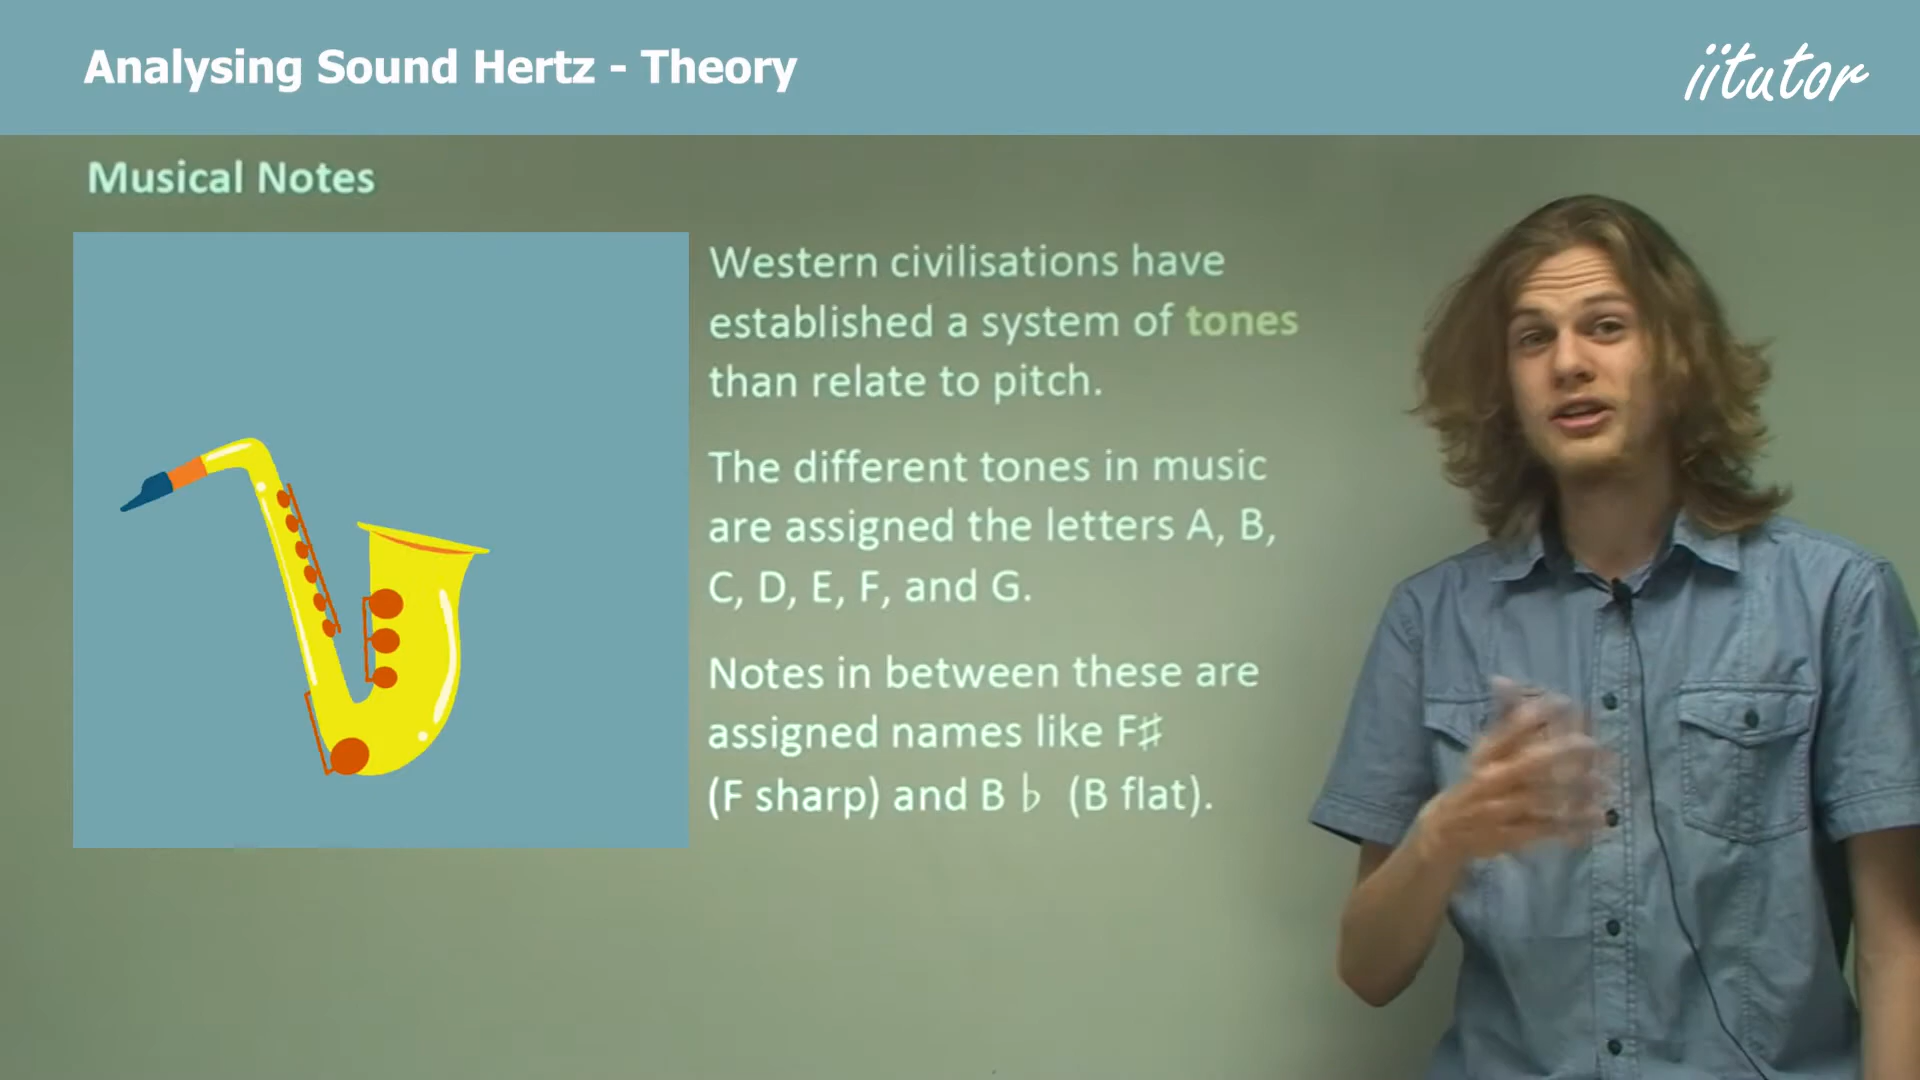 Analysing Sound Hertz - Theory
iitutor
Musical Notes
Western civilisations have
established a system of tones
than relate to pitch.
The different tones in music
are assigned the letters A, B,
C, D, E, F, and G.
Notes in between these are
assigned names like F♯
(F sharp) and B ♭ (B flat).